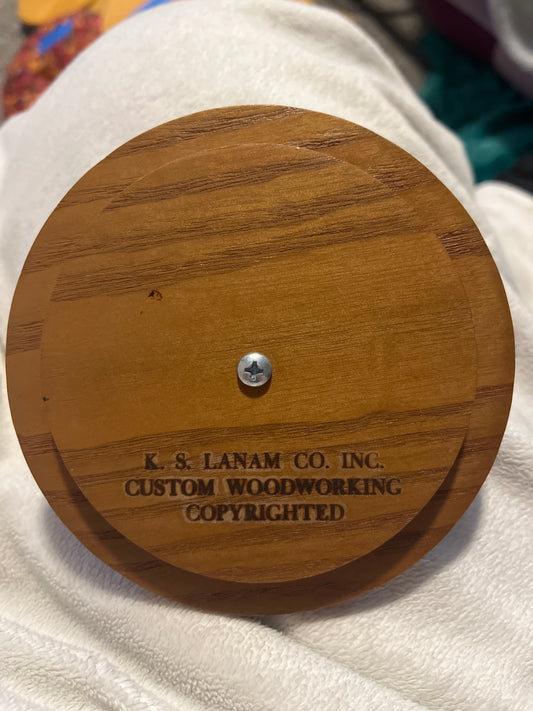 K. S. LANAM CO. INC.
CUSTOM WOODWORKING
COPYRIGHTED